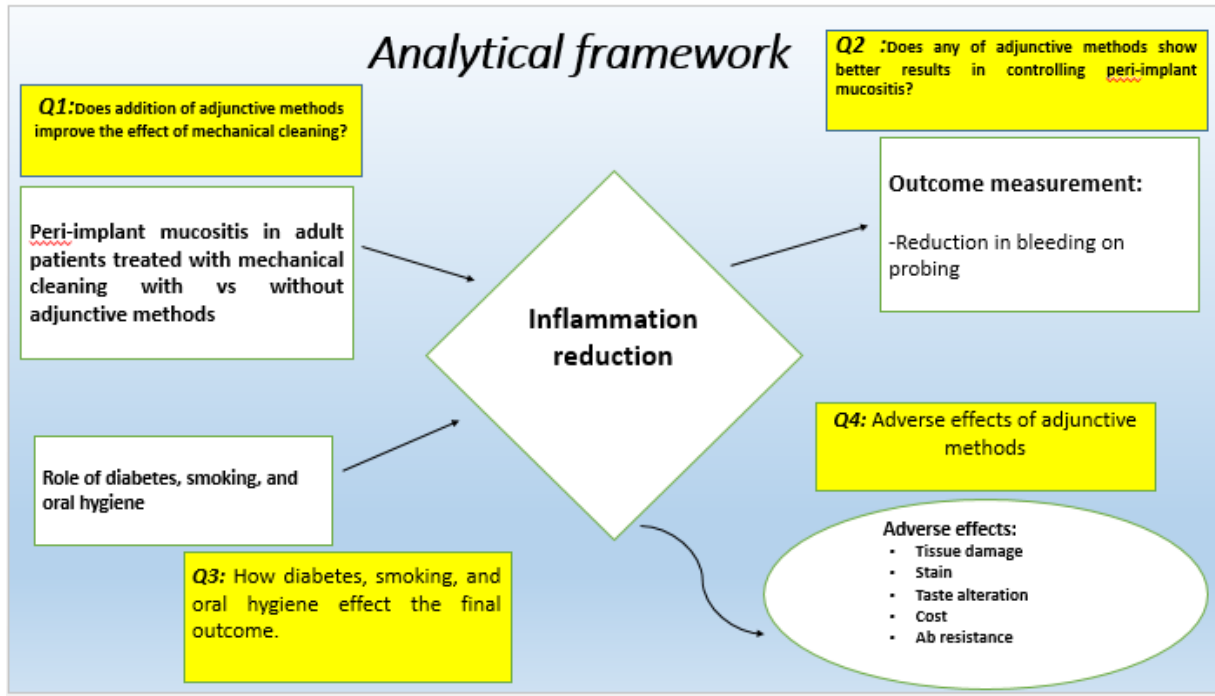 Analytical framework
Q1:Does addition of adjunctive methods
improve the effect of mechanical cleaning?
Peri-implant mucositis in adult
patients treated with mechanical
cleaning with vs without
adjunctive methods
Q2 :Does any of adjunctive methods show
better results in controlling peri-implant
mucositis?
Outcome measurement:
-Reduction in bleeding on
probing
Inflammation
reduction
Role of diabetes, smoking, and
oral hygiene
Q3: How diabetes, smoking, and
oral hygiene effect the final
outcome.
Q4: Adverse effects of adjunctive
methods
Adverse effects:
• Tissue damage
• Stain
• Taste alteration
• Cost
• Ab resistance